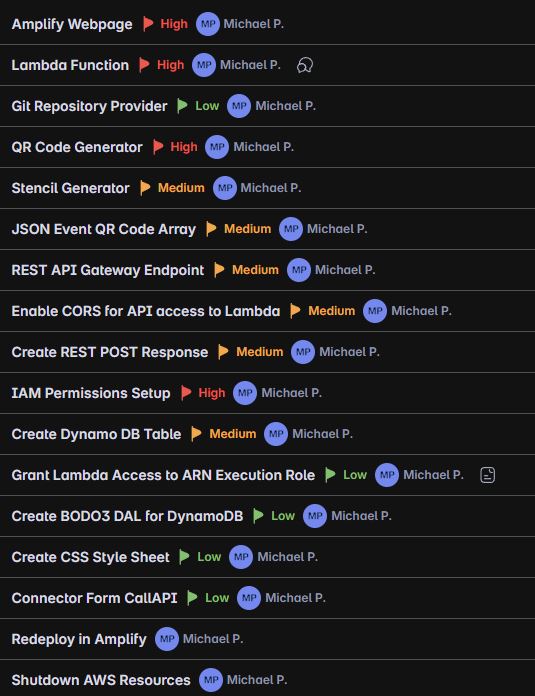 Amplify Webpage High MP Michael P.
Lambda Function High MP Michael P.
Git Repository Provider Low MP Michael P.
QR Code Generator High MP Michael P.
Stencil Generator Medium MP Michael P.
JSON Event QR Code Array Medium MP Michael P.
REST API Gateway Endpoint Medium MP Michael P.
Enable CORS for API access to Lambda Medium MP Michael P.
Create REST POST Response Medium MP Michael P.
IAM Permissions Setup High MP Michael P.
Create Dynamo DB Table Medium MP Michael P.
Grant Lambda Access to ARN Execution Role Low MP Michael P.
Create BODO3 DAL for DynamoDB Low MP Michael P.
Create CSS Style Sheet Low MP Michael P.
Connector Form CallAPI Low MP Michael P.
Redeploy in Amplify MP Michael P.
Shutdown AWS Resources MP Michael P.